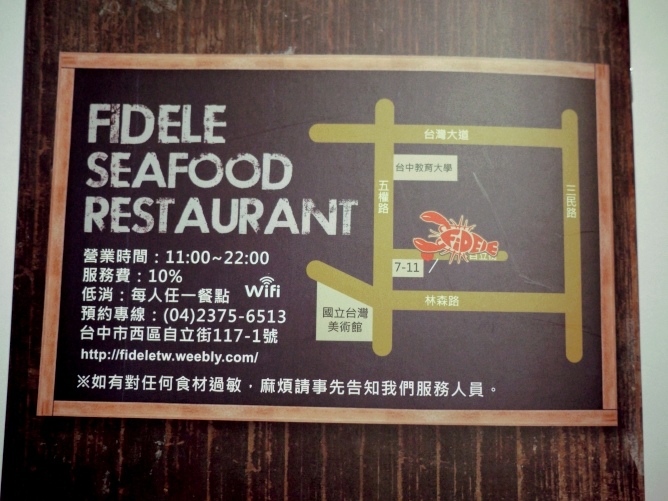 FIDELE
SEAFOOD
RESTAURANT
營業時間：11:00~22:00
服務費：10%
低消：每人任一餐點
Wifi
預約專線：(04)2375-6513
台中市西區自立街117-1號
http://fideletw.weebly.com/
※如有對任何食材過敏，麻煩請事先告知我們服務人員。
台灣大道
台中教育大學
五權路
三民路
FIDELE
7-11
林森路
國立台灣
美術館